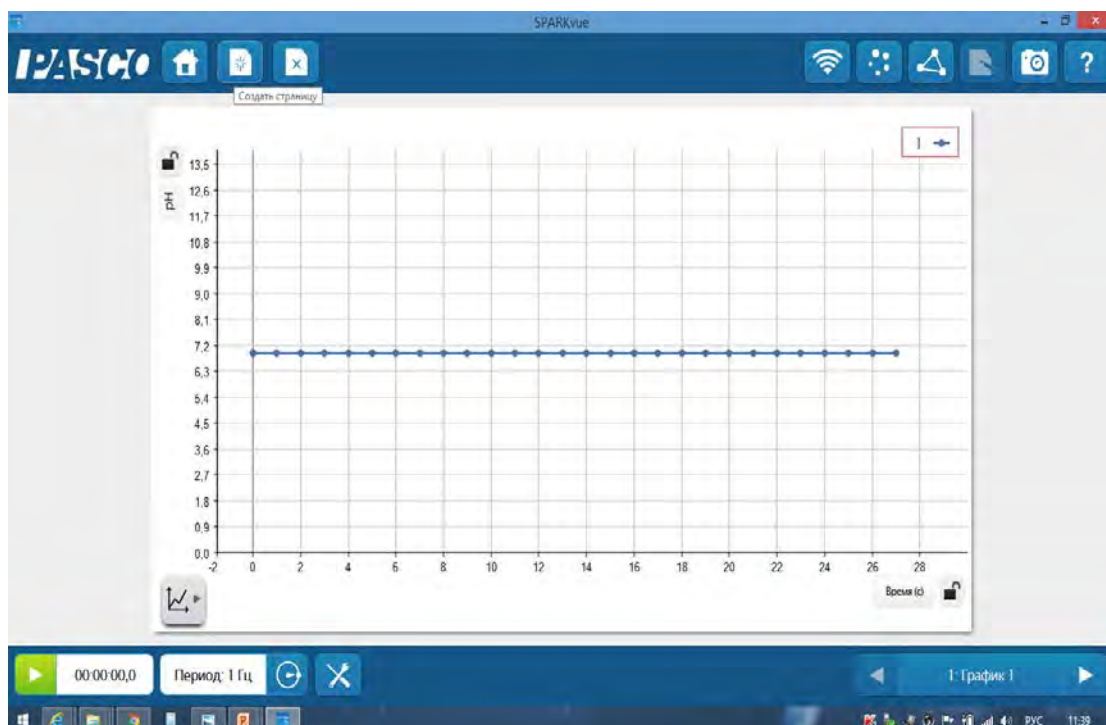 SPARKvue
PASCO
?
Создать страницу
1
pH
13,5
12,6
11,7
10,8
9,9
9,0
8,1
7,2
6,3
5,4
4,5
3,6
2,7
1,8
0,9
0,0
-2 0 2 4 6 8 10 12 14 16 18 20 22 24 26 28
Время (с)
00:00:00,0 Период: 1 Гц 1: График 1
РУС 11:39